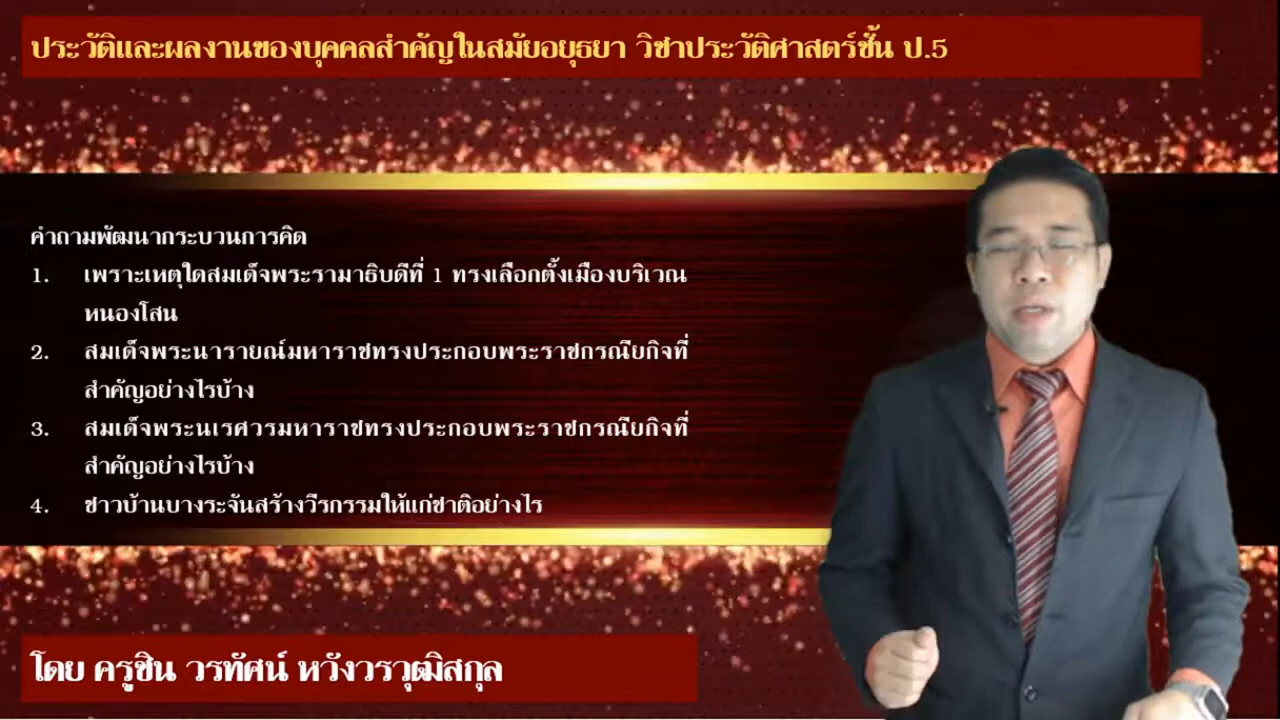 ประวัติและผลงานของบุคคลสำคัญในสมัยอยุธยา วิชาประวัติศาสตร์ชั้น ป.5
คำถามพัฒนากระบวนการคิด
1. เพราะเหตุใดสมเด็จพระรามาธิบดีที่ 1 ทรงเลือกตั้งเมืองบริเวณ
หนองโสน
2. สมเด็จพระนารายณ์มหาราชทรงประกอบพระราชกรณียกิจที่
สำคัญอย่างไรบ้าง
3. สมเด็จพระนเรศวรมหาราชทรงประกอบพระราชกรณียกิจที่
สำคัญอย่างไรบ้าง
4. ชาวบ้านบางระจันสร้างวีรกรรมให้แก่ชาติอย่างไร
โดย ครูชิน วรทัศน์ หวังวรวุฒิสกุล